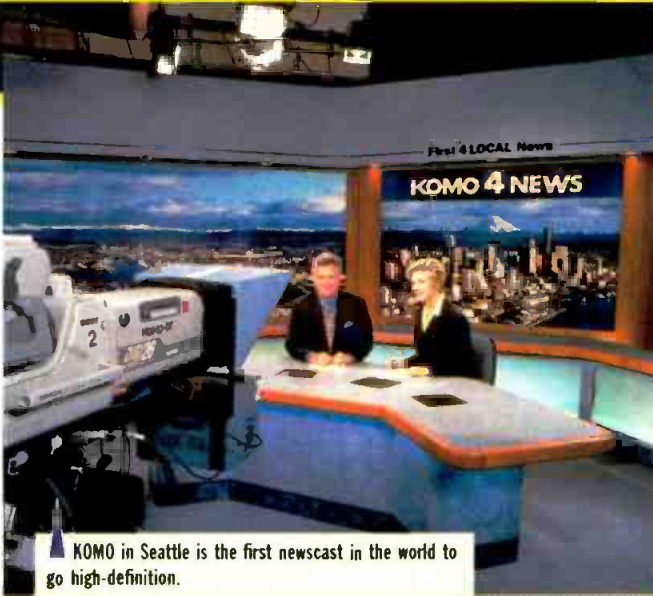 First 4 LOCAL News
KOMO 4 NEWS
2
KOMO in Seattle is the first newscast in the world to
go high-definition.